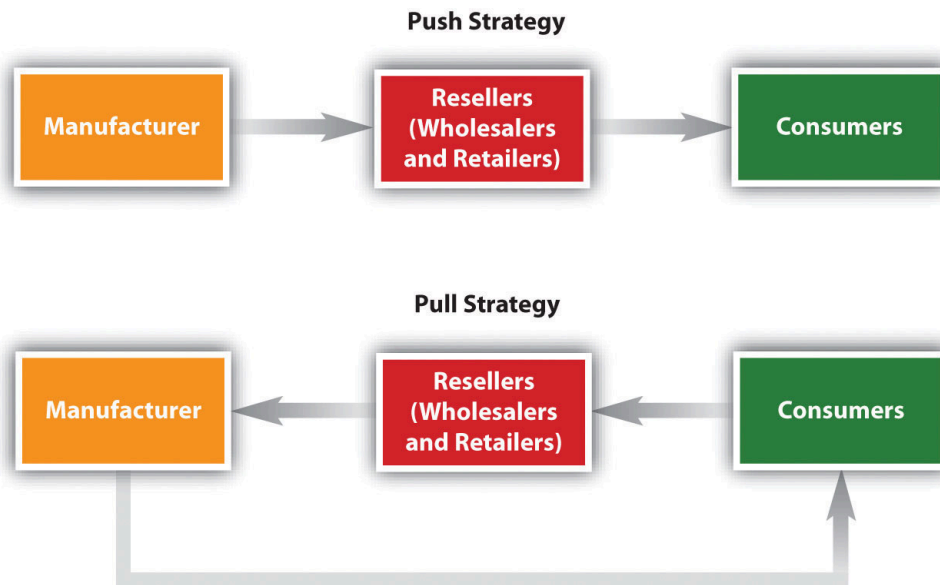 Push Strategy
Manufacturer
Resellers
(Wholesalers
and Retailers)
Consumers
Pull Strategy
Manufacturer
Resellers
(Wholesalers
and Retailers)
Consumers